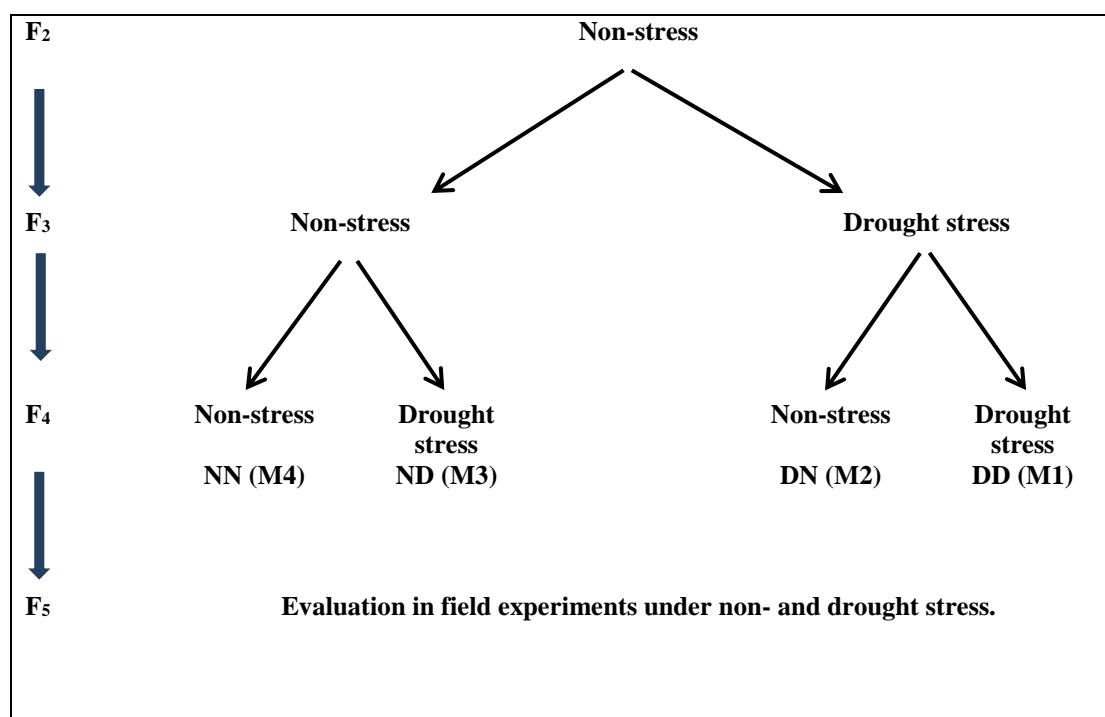 F₂ Non-stress
F₃ Non-stress Drought stress
F₄ Non-stress Drought Non-stress Drought
stress stress
NN (M4) ND (M3) DN (M2) DD (M1)
F₅ Evaluation in field experiments under non- and drought stress.